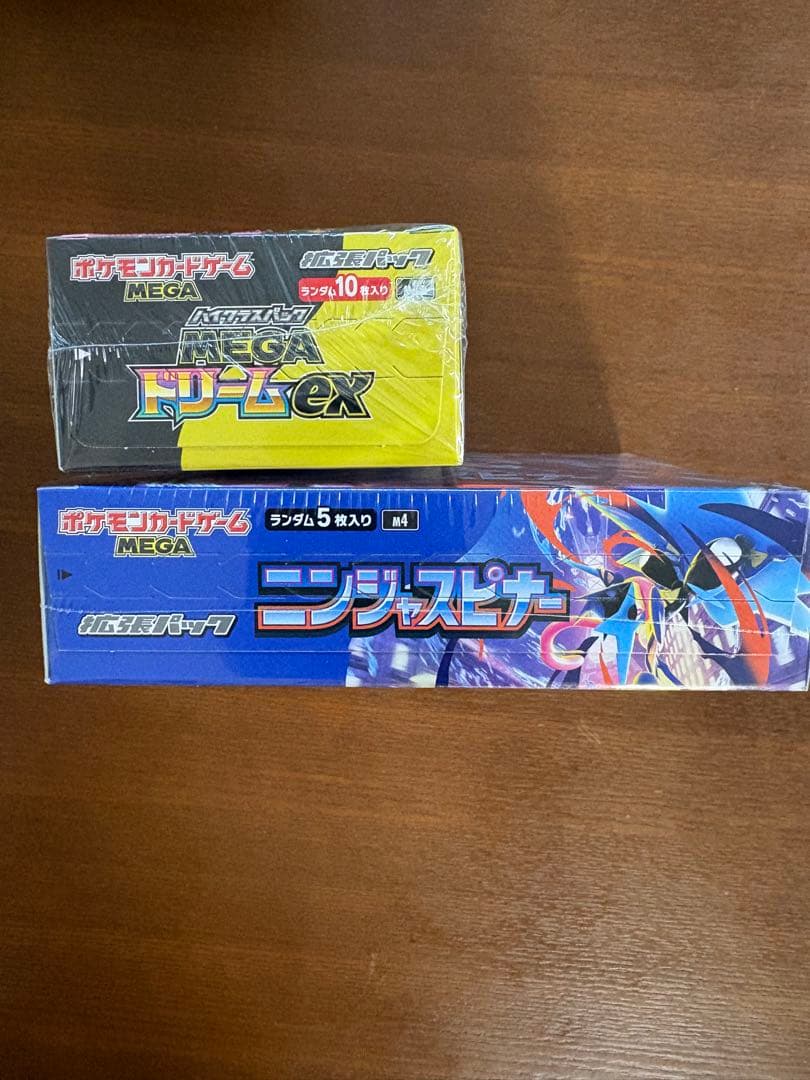 ポケモンカードゲーム
MEGA
拡張パック
ランダム10枚入り
ハイクラスパック
MEGA
ドリームex
ポケモンカードゲーム
MEGA
ランダム5枚入り M4
ニンジャスピナー
拡張パック